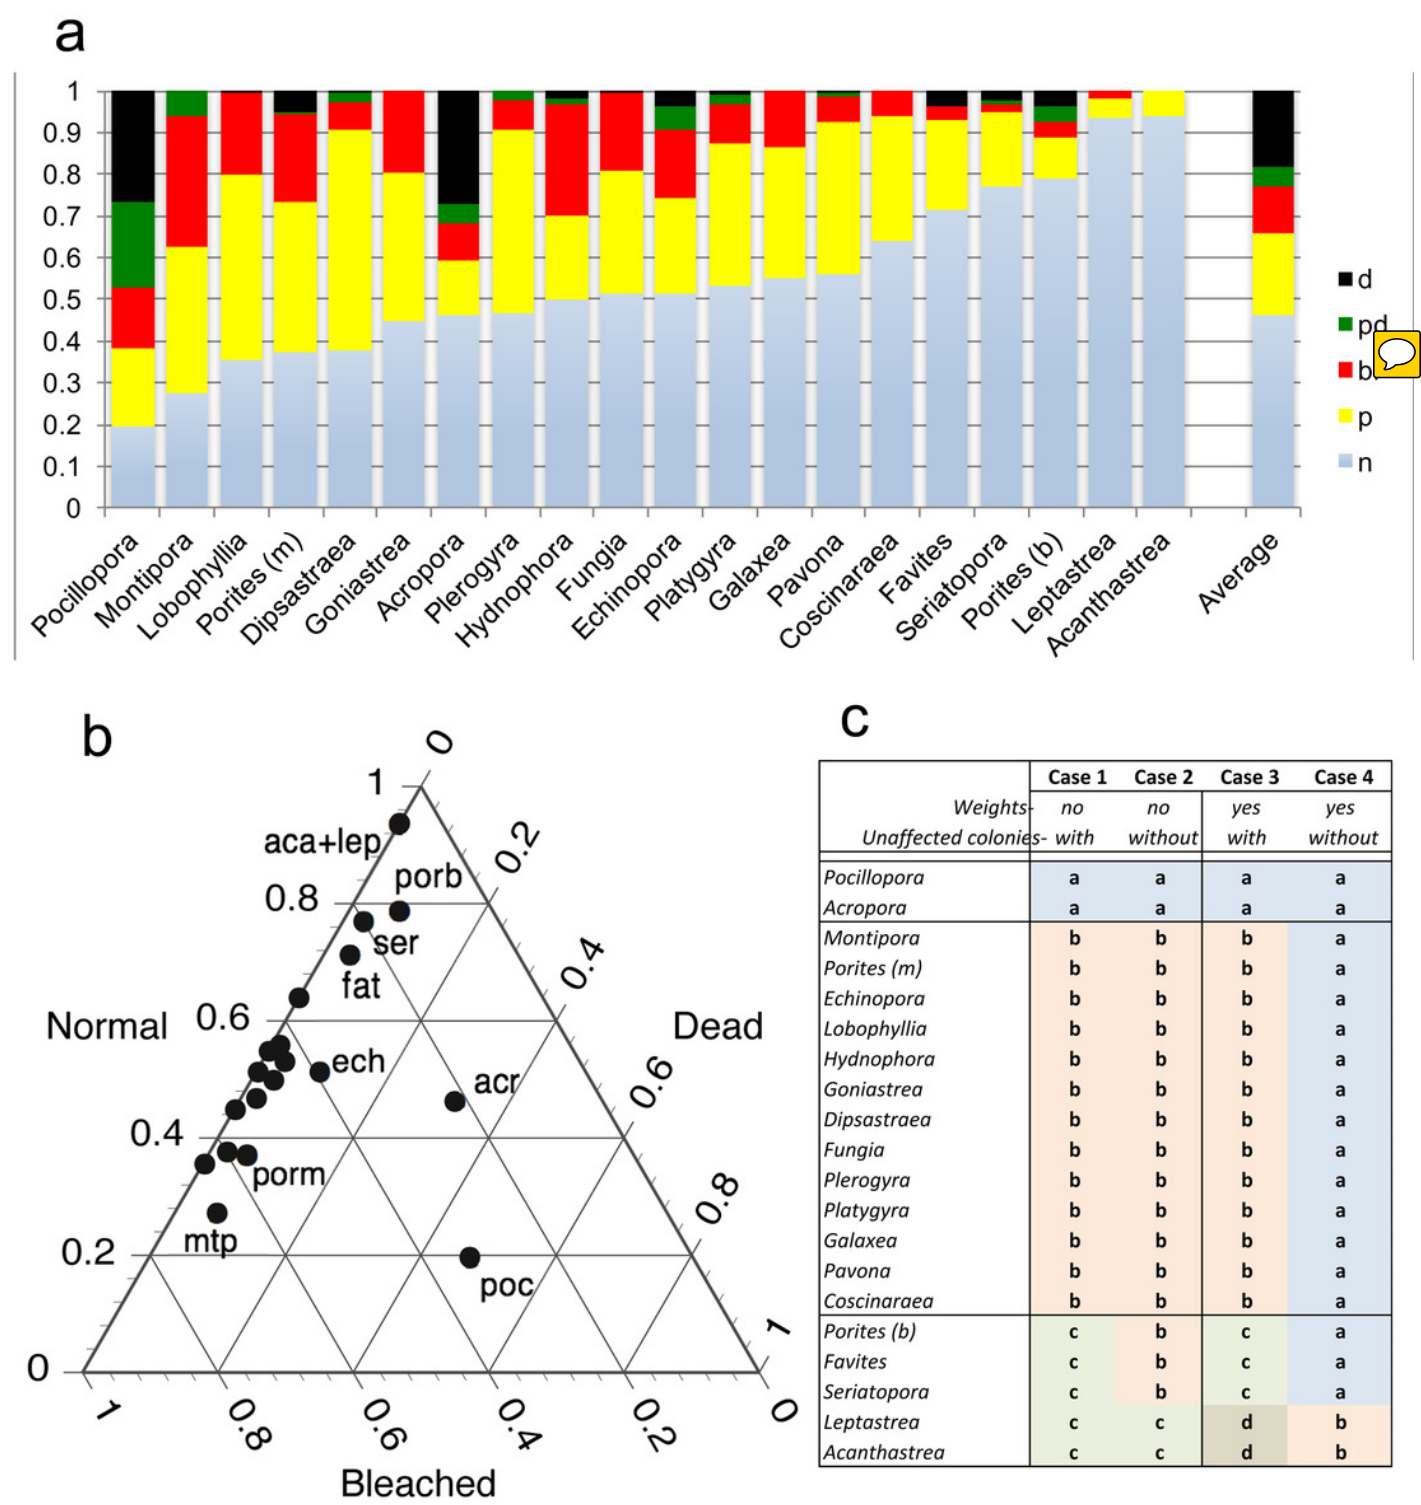 a
1
0.9
0.8
0.7
0.6
0.5
0.4
0.3
0.2
0.1
0
d
pd
p
n
Pocillopora
Montipora
Lobophyllia
Porites (m)
Dipsastraea
Goniastrea
Acropora
Plerogyra
Hydnophora
Fungia
Echinopora
Platygyra
Galaxea
Pavona
Coscinaraea
Favites
Seriatopora
Porites (b)
Leptastrea
Acanthastrea
Average
b
0
1
aca+lep
0.2
porb
0.8
ser
0.4
fat
Normal
0.6
Dead
ech
acr
0.6
0.4
porm
0.8
mtp
0.2
poc
1
0
1
0.8
0.6
0.4
0.2
0
Bleached
c
Case 1 Case 2 Case 3 Case 4
Weights- no no yes yes
Unaffected colonies- with without with without
Pocillopora a a a a
Acropora a a a a
Montipora b b b a
Porites (m) b b b a
Echinopora b b b a
Lobophyllia b b b a
Hydnophora b b b a
Goniastrea b b b a
Dipsastraea b b b a
Fungia b b b a
Plerogyra b b b a
Platygyra b b b a
Galaxea b b b a
Pavona b b b a
Coscinaraea b b b a
Porites (b) c b c a
Favites c b c a
Seriatopora c b c a
Leptastrea c c d b
Acanthastrea c c d b